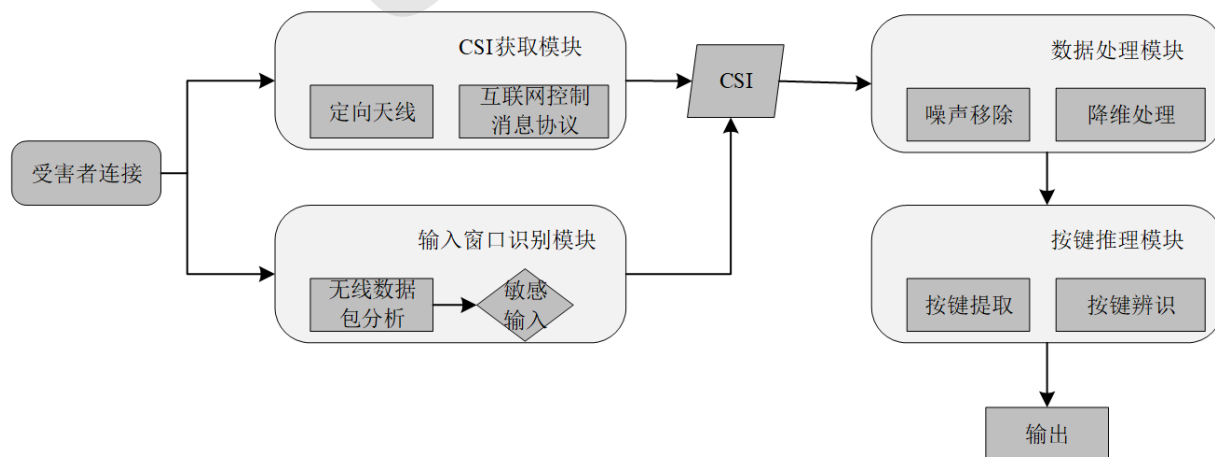 CSI获取模块
定向天线
互联网控制
消息协议
受害者连接
输入窗口识别模块
无线数据
包分析
敏感
输入
CSI
数据处理模块
噪声移除
降维处理
按键推理模块
按键提取
按键辨识
输出